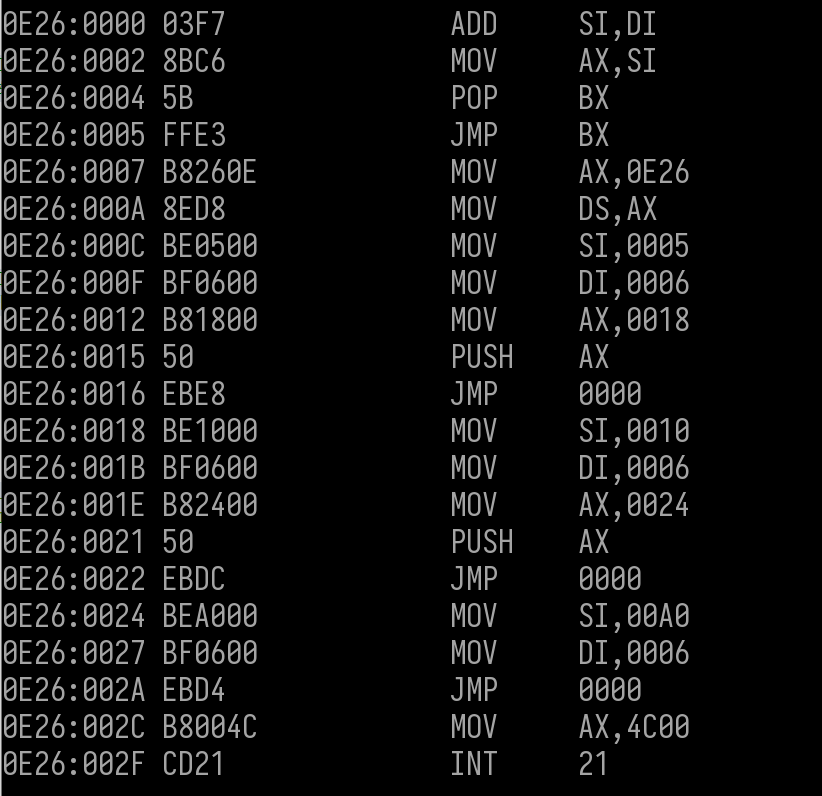 0E26:0000 03F7 ADD SI,DI
0E26:0002 8BC6 MOV AX,SI
0E26:0004 5B POP BX
0E26:0005 FFE3 JMP BX
0E26:0007 B8260E MOV AX,0E26
0E26:000A 8ED8 MOV DS,AX
0E26:000C BE0500 MOV SI,0005
0E26:000F BF0600 MOV DI,0006
0E26:0012 B81800 MOV AX,0018
0E26:0015 50 PUSH AX
0E26:0016 EBE8 JMP 0000
0E26:0018 BE1000 MOV SI,0010
0E26:001B BF0600 MOV DI,0006
0E26:001E B82400 MOV AX,0024
0E26:0021 50 PUSH AX
0E26:0022 EBDC JMP 0000
0E26:0024 BEA000 MOV SI,00A0
0E26:0027 BF0600 MOV DI,0006
0E26:002A EBD4 JMP 0000
0E26:002C B8004C MOV AX,4C00
0E26:002F CD21 INT 21